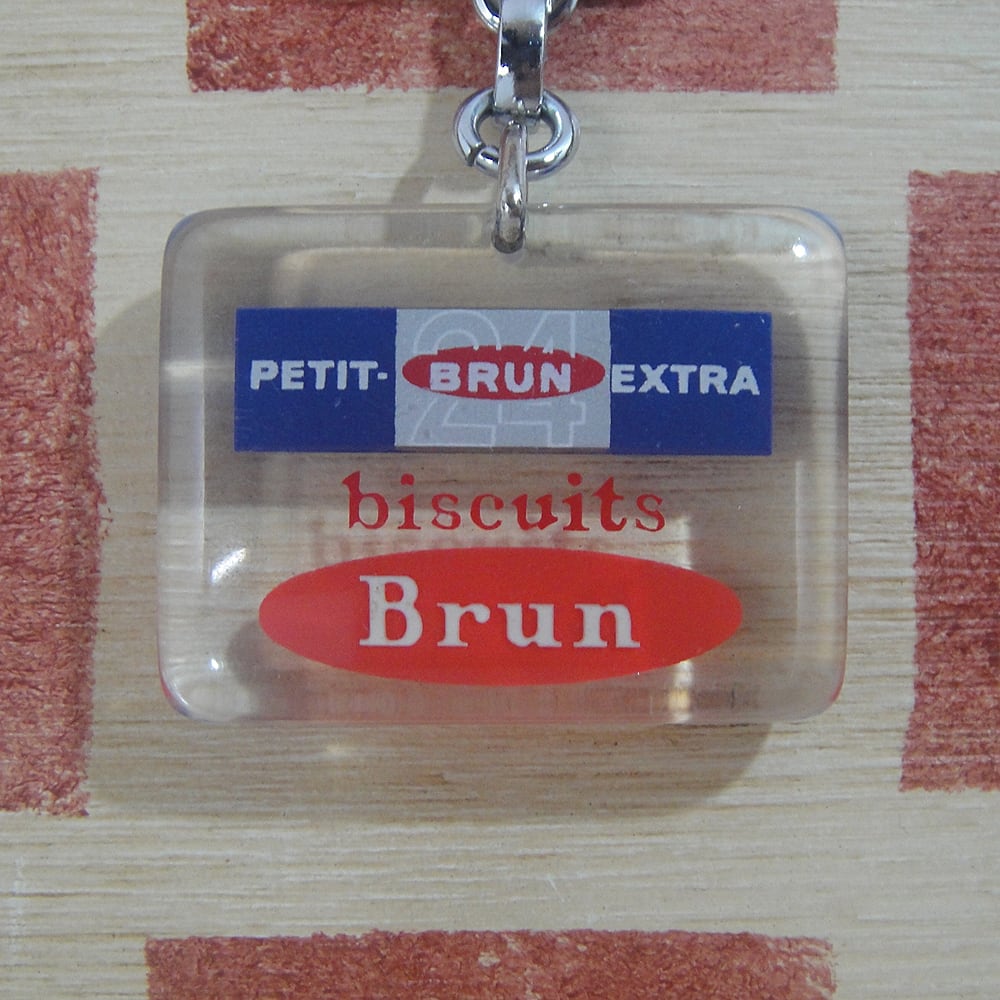 PETIT- BRUN EXTRA
24
biscuits
Brun